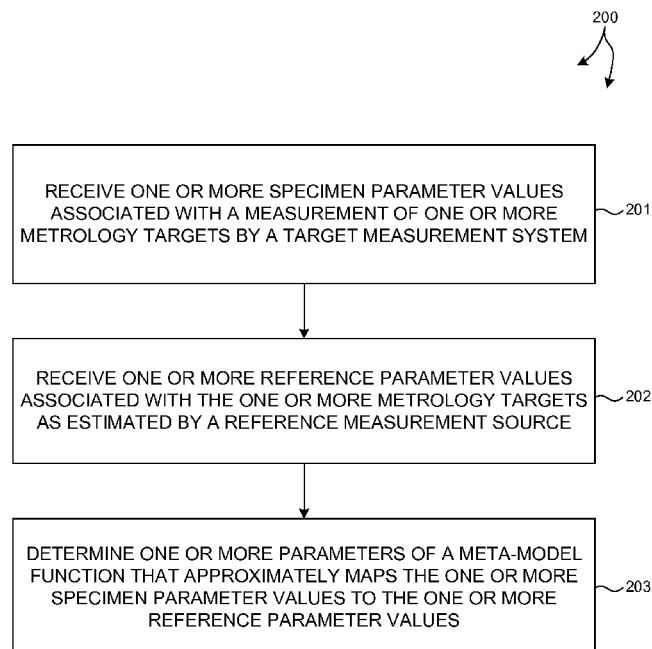 200
RECEIVE ONE OR MORE SPECIMEN PARAMETER VALUES
ASSOCIATED WITH A MEASUREMENT OF ONE OR MORE
METROLOGY TARGETS BY A TARGET MEASUREMENT SYSTEM
201
RECEIVE ONE OR MORE REFERENCE PARAMETER VALUES
ASSOCIATED WITH THE ONE OR MORE METROLOGY TARGETS
AS ESTIMATED BY A REFERENCE MEASUREMENT SOURCE
202
DETERMINE ONE OR MORE PARAMETERS OF A META-MODEL
FUNCTION THAT APPROXIMATELY MAPS THE ONE OR MORE
SPECIMEN PARAMETER VALUES TO THE ONE OR MORE
REFERENCE PARAMETER VALUES
203